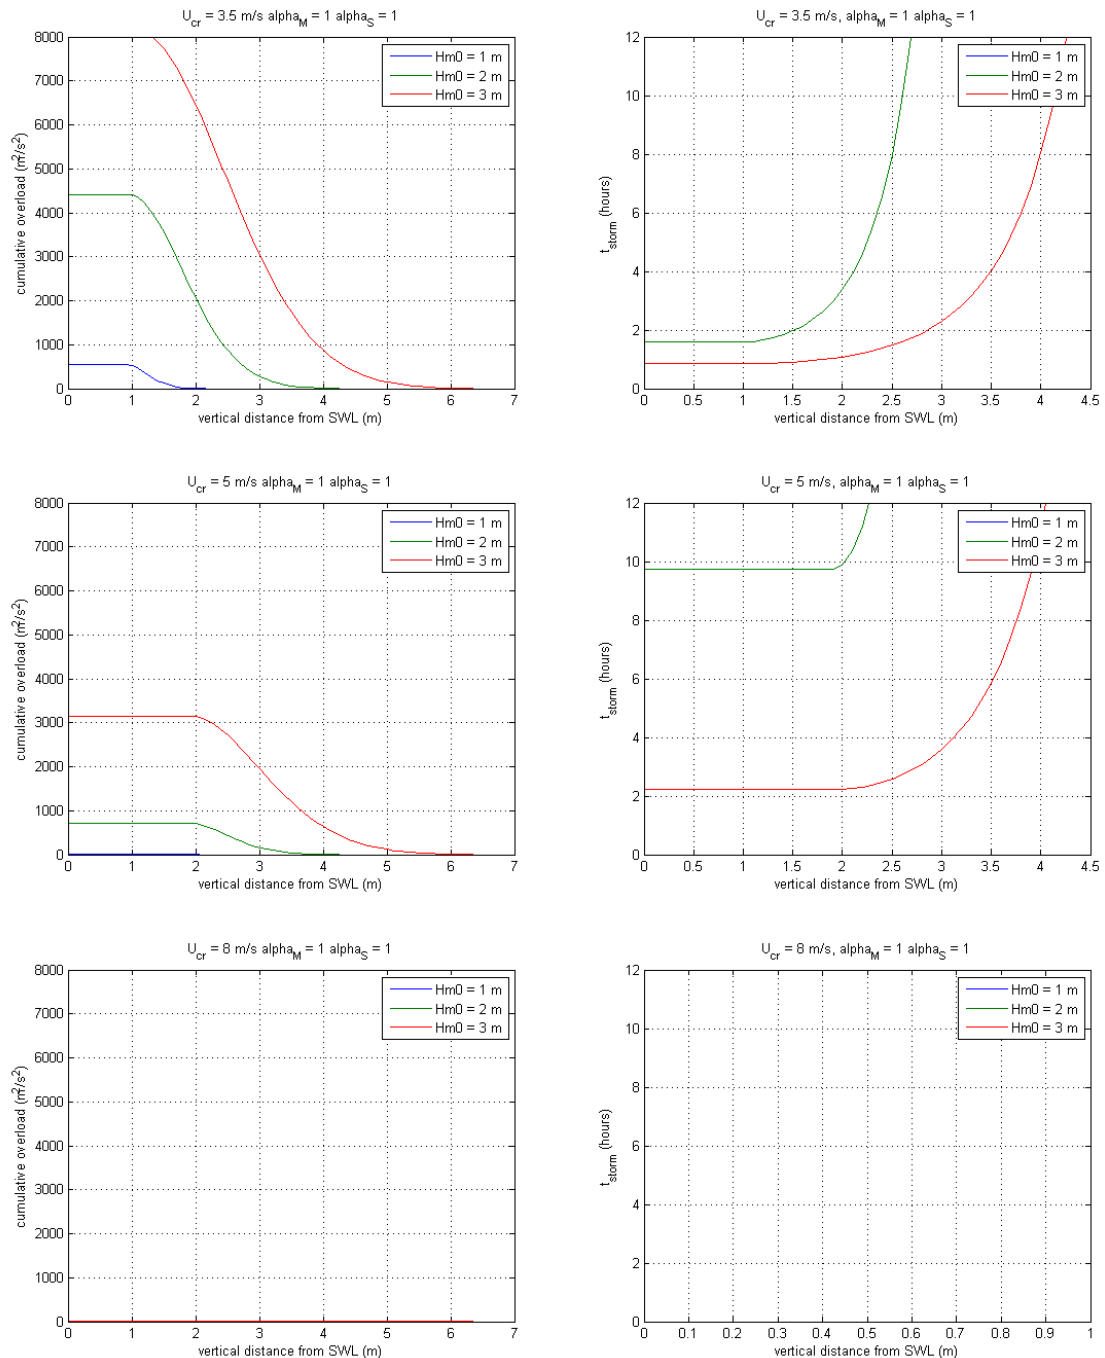 U_cr = 3.5 m/s alpha_M = 1 alpha_S = 1
8000
7000
6000
5000
4000
3000
2000
1000
0
cumulative overload (m²/s²)
Hm0 = 1 m
Hm0 = 2 m
Hm0 = 3 m
0 1 2 3 4 5 6 7
vertical distance from SWL (m)
U_cr = 3.5 m/s, alpha_M = 1 alpha_S = 1
12
10
8
6
4
2
0
t_storm (hours)
Hm0 = 1 m
Hm0 = 2 m
Hm0 = 3 m
0 0.5 1 1.5 2 2.5 3 3.5 4 4.5
vertical distance from SWL (m)
U_cr = 5 m/s alpha_M = 1 alpha_S = 1
8000
7000
6000
5000
4000
3000
2000
1000
0
cumulative overload (m²/s²)
Hm0 = 1 m
Hm0 = 2 m
Hm0 = 3 m
0 1 2 3 4 5 6 7
vertical distance from SWL (m)
U_cr = 5 m/s, alpha_M = 1 alpha_S = 1
12
10
8
6
4
2
0
t_storm (hours)
Hm0 = 1 m
Hm0 = 2 m
Hm0 = 3 m
0 0.5 1 1.5 2 2.5 3 3.5 4 4.5
vertical distance from SWL (m)
U_cr = 8 m/s alpha_M = 1 alpha_S = 1
8000
7000
6000
5000
4000
3000
2000
1000
0
cumulative overload (m²/s²)
Hm0 = 1 m
Hm0 = 2 m
Hm0 = 3 m
0 1 2 3 4 5 6 7
vertical distance from SWL (m)
U_cr = 8 m/s, alpha_M = 1 alpha_S = 1
12
10
8
6
4
2
0
t_storm (hours)
Hm0 = 1 m
Hm0 = 2 m
Hm0 = 3 m
0 0.1 0.2 0.3 0.4 0.5 0.6 0.7 0.8 0.9 1
vertical distance from SWL (m)